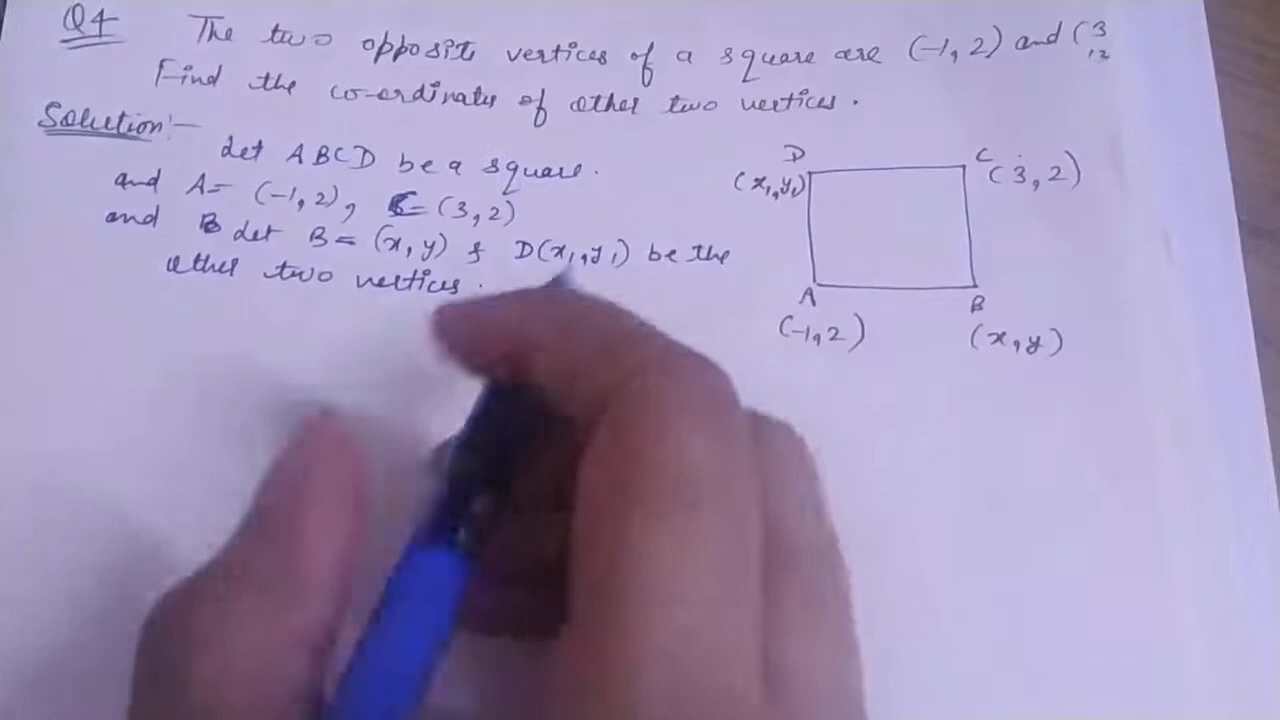 Q4 The two opposite vertices of a square are (-1, 2) and (3
,2
Find the co-ordinates of other two vertices.
Solution:-
Let ABCD be a square.
and A= (-1, 2), C= (3, 2)
and B Let B= (x, y) & D(x1, y1) be the
other two vertices.
D
C
(x1, y1)
(3, 2)
A
B
(-1, 2)
(x, y)